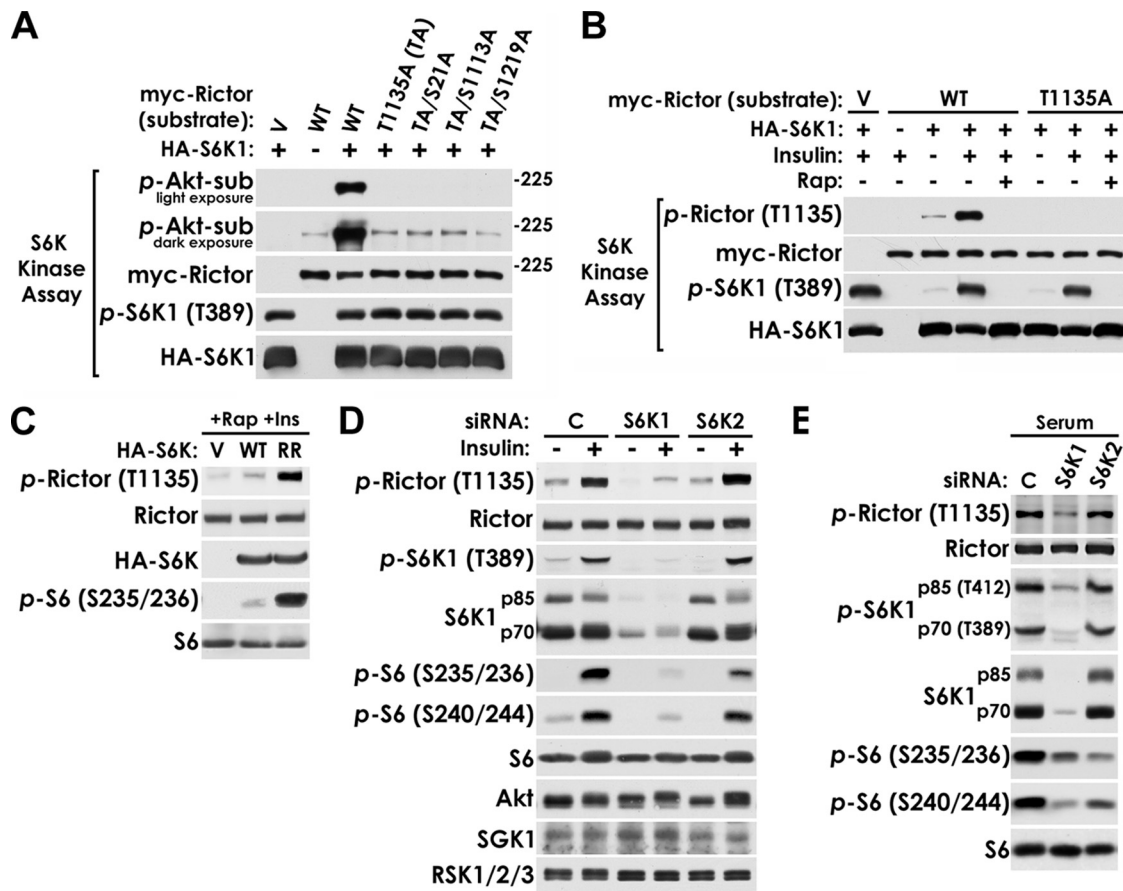 A
myc-Rictor
(substrate):
V WT WT T1135A (TA) TA/S21A TA/S1113A TA/S1219A
HA-S6K1: + - + + + + +
S6K
Kinase
Assay
p-Akt-sub
light exposure
-225
p-Akt-sub
dark exposure
-225
myc-Rictor
-225
p-S6K1 (T389)
HA-S6K1
B
myc-Rictor (substrate): V WT T1135A
HA-S6K1: + - + + + + + +
Insulin: + + - + + - + +
Rap: - - - - + - - +
S6K
Kinase
Assay
p-Rictor (T1135)
myc-Rictor
p-S6K1 (T389)
HA-S6K1
C
+Rap +Ins
HA-S6K: V WT RR
p-Rictor (T1135)
Rictor
HA-S6K
p-S6 (S235/236)
S6
D
siRNA: C S6K1 S6K2
Insulin: - + - + - +
p-Rictor (T1135)
Rictor
p-S6K1 (T389)
S6K1
p85
p70
p-S6 (S235/236)
p-S6 (S240/244)
S6
Akt
SGK1
RSK1/2/3
E
Serum
siRNA: C S6K1 S6K2
p-Rictor (T1135)
Rictor
p-S6K1
p85 (T412)
p70 (T389)
S6K1
p85
p70
p-S6 (S235/236)
p-S6 (S240/244)
S6